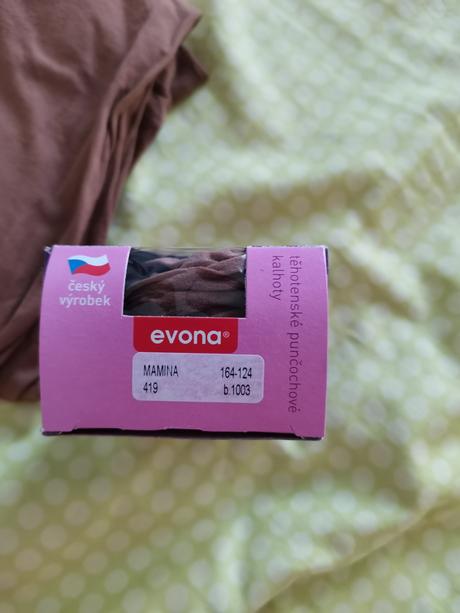 český
výrobek
evona®
MAMINA 164-124
419 b.1003
těhotenské punčochové
kalhoty